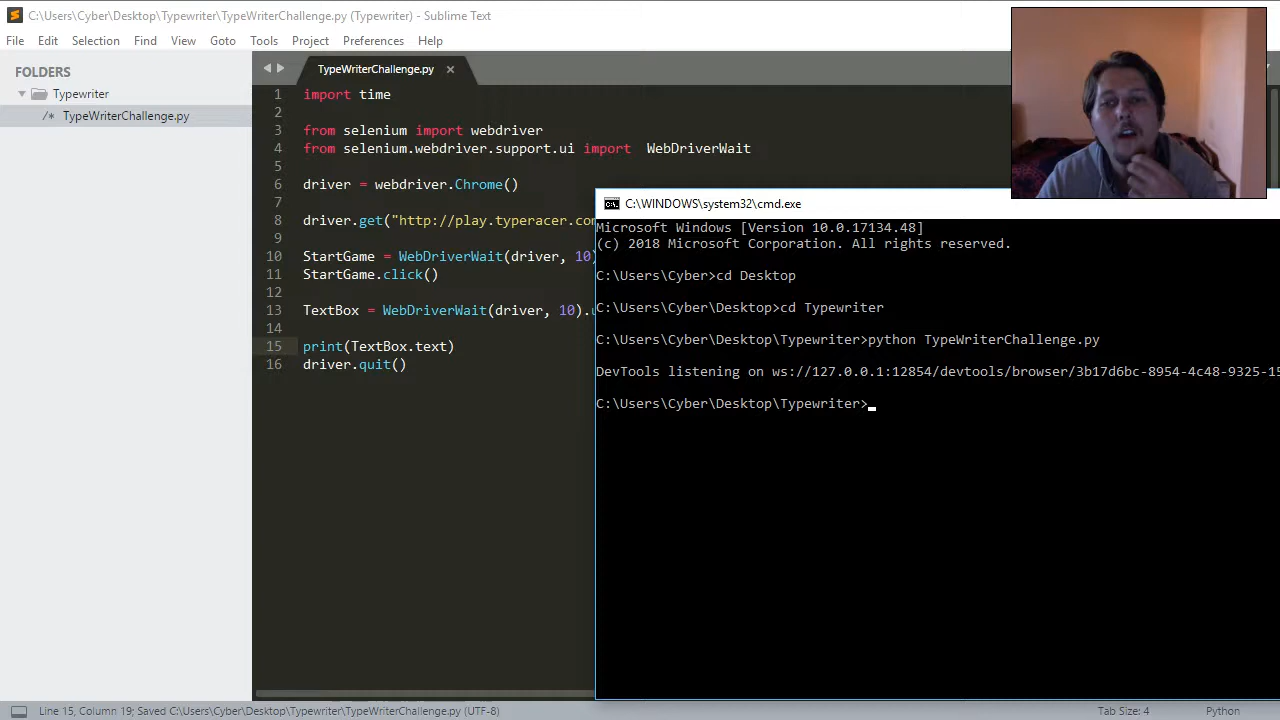 C:\Users\Cyber\Desktop\Typewriter\TypeWriterChallenge.py (Typewriter) - Sublime Text
File Edit Selection Find View Goto Tools Project Preferences Help
FOLDERS
Typewriter
/* TypeWriterChallenge.py
TypeWriterChallenge.py
1 import time
2
3 from selenium import webdriver
4 from selenium.webdriver.support.ui import  WebDriverWait
5
6 driver = webdriver.Chrome()
7
8 driver.get("http://play.typeracer.co
9
10 StartGame = WebDriverWait(driver, 10)
11 StartGame.click()
12
13 TextBox = WebDriverWait(driver, 10).
14
15 print(TextBox.text)
16 driver.quit()
C:\WINDOWS\system32\cmd.exe
Microsoft Windows [Version 10.0.17134.48]
(c) 2018 Microsoft Corporation. All rights reserved.
C:\Users\Cyber>cd Desktop
C:\Users\Cyber\Desktop>cd Typewriter
C:\Users\Cyber\Desktop\Typewriter>python TypeWriterChallenge.py
DevTools listening on ws://127.0.0.1:12854/devtools/browser/3b17d6bc-8954-4c48-9325-15
C:\Users\Cyber\Desktop\Typewriter>
Line 15, Column 19; Saved C:\Users\Cyber\Desktop\Typewriter\TypeWriterChallenge.py (UTF-8)
Tab Size: 4
Python